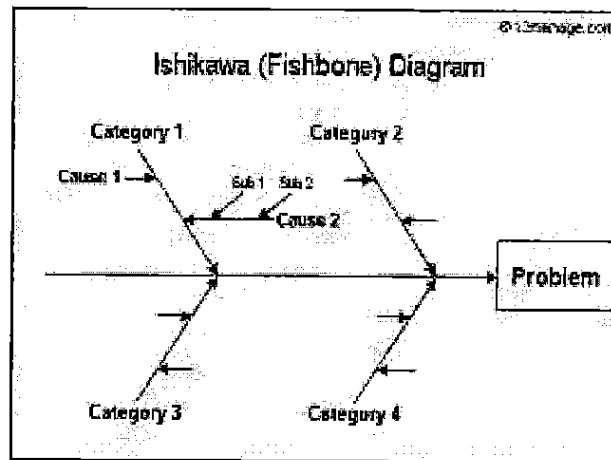 Ishikawa (Fishbone) Diagram
Category 1
Category 2
Cause 1
Sub 1 Sub 2
Cause 2
Problem
Category 3
Category 4